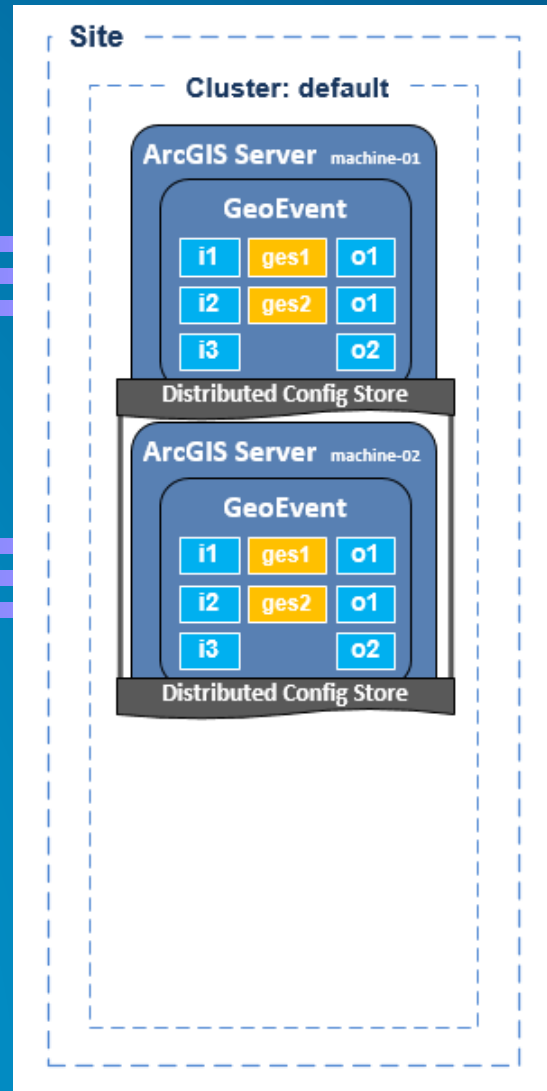 Site
Cluster: default
ArcGIS Server machine-01
GeoEvent
i1 ges1 o1
i2 ges2 o1
i3 o2
Distributed Config Store
ArcGIS Server machine-02
GeoEvent
i1 ges1 o1
i2 ges2 o1
i3 o2
Distributed Config Store